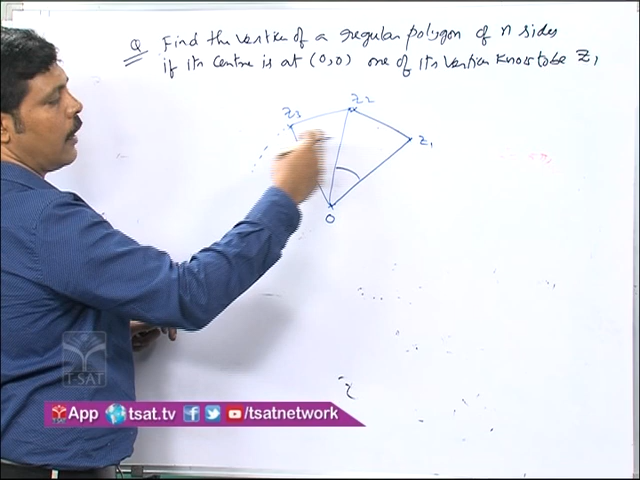 Q Find the vertices of a regular polygon of n sides
if its centre is at (0,0) one of its vertices known to be Z1
Z3
Z2
Z1
O
T-SAT
App tsat.tv /tsatnetwork